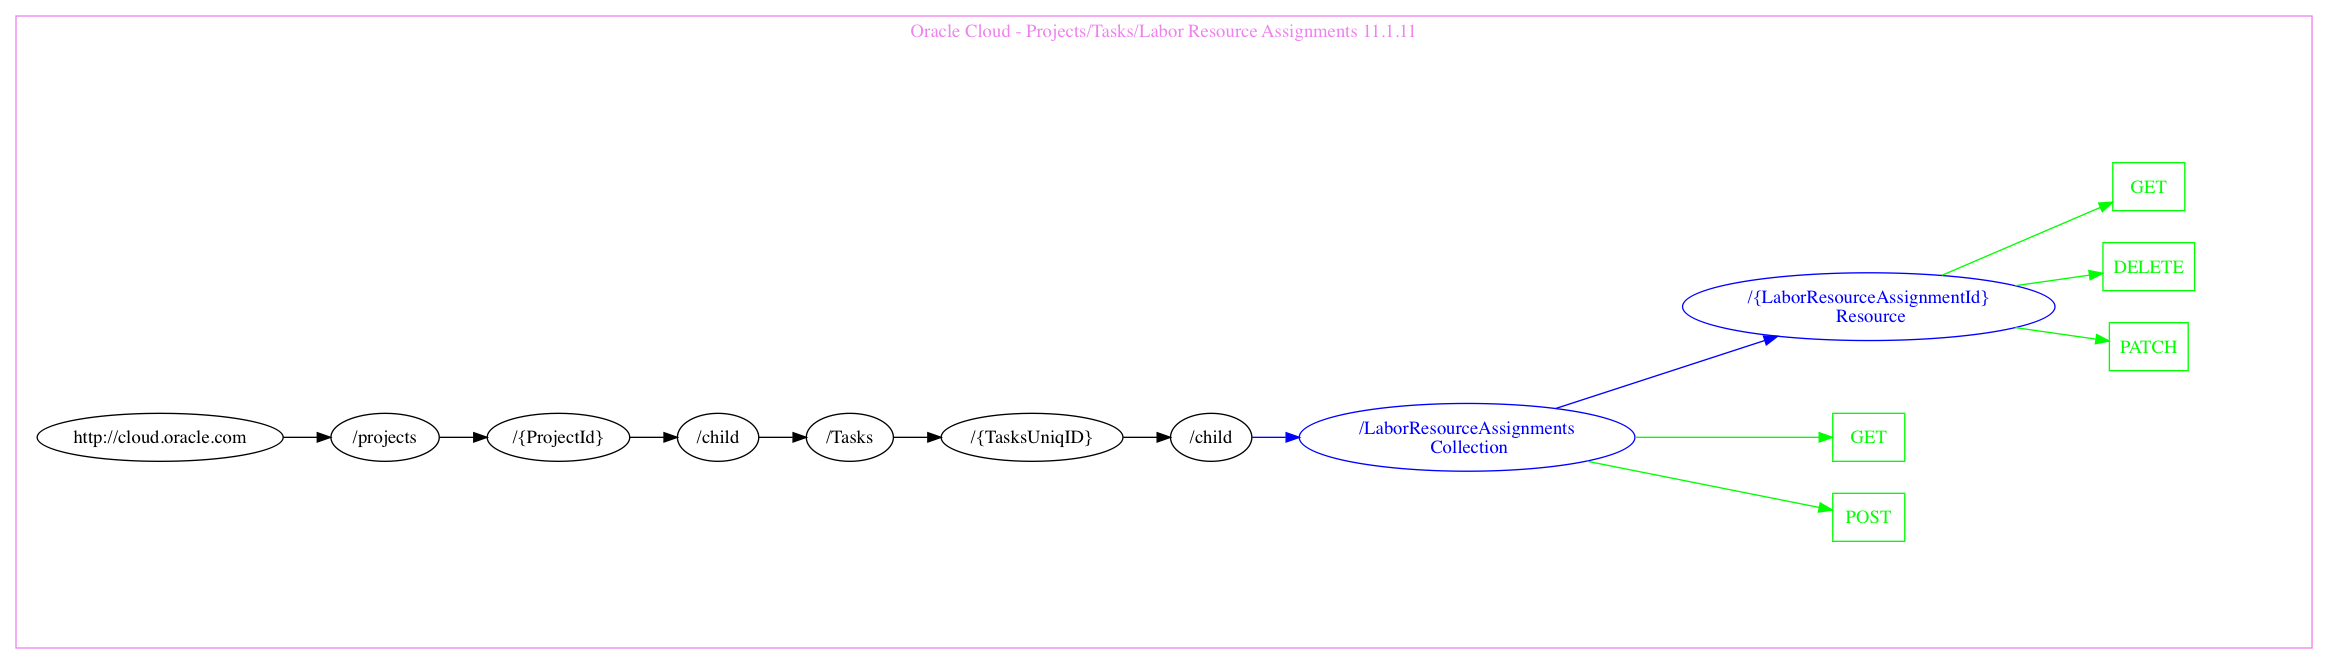 Oracle Cloud - Projects/Tasks/Labor Resource Assignments 11.1.11
http://cloud.oracle.com
/projects
/{ProjectId}
/child
/Tasks
/{TasksUniqID}
/child
/LaborResourceAssignments
Collection
/{LaborResourceAssignmentId}
Resource
GET
DELETE
PATCH
GET
POST